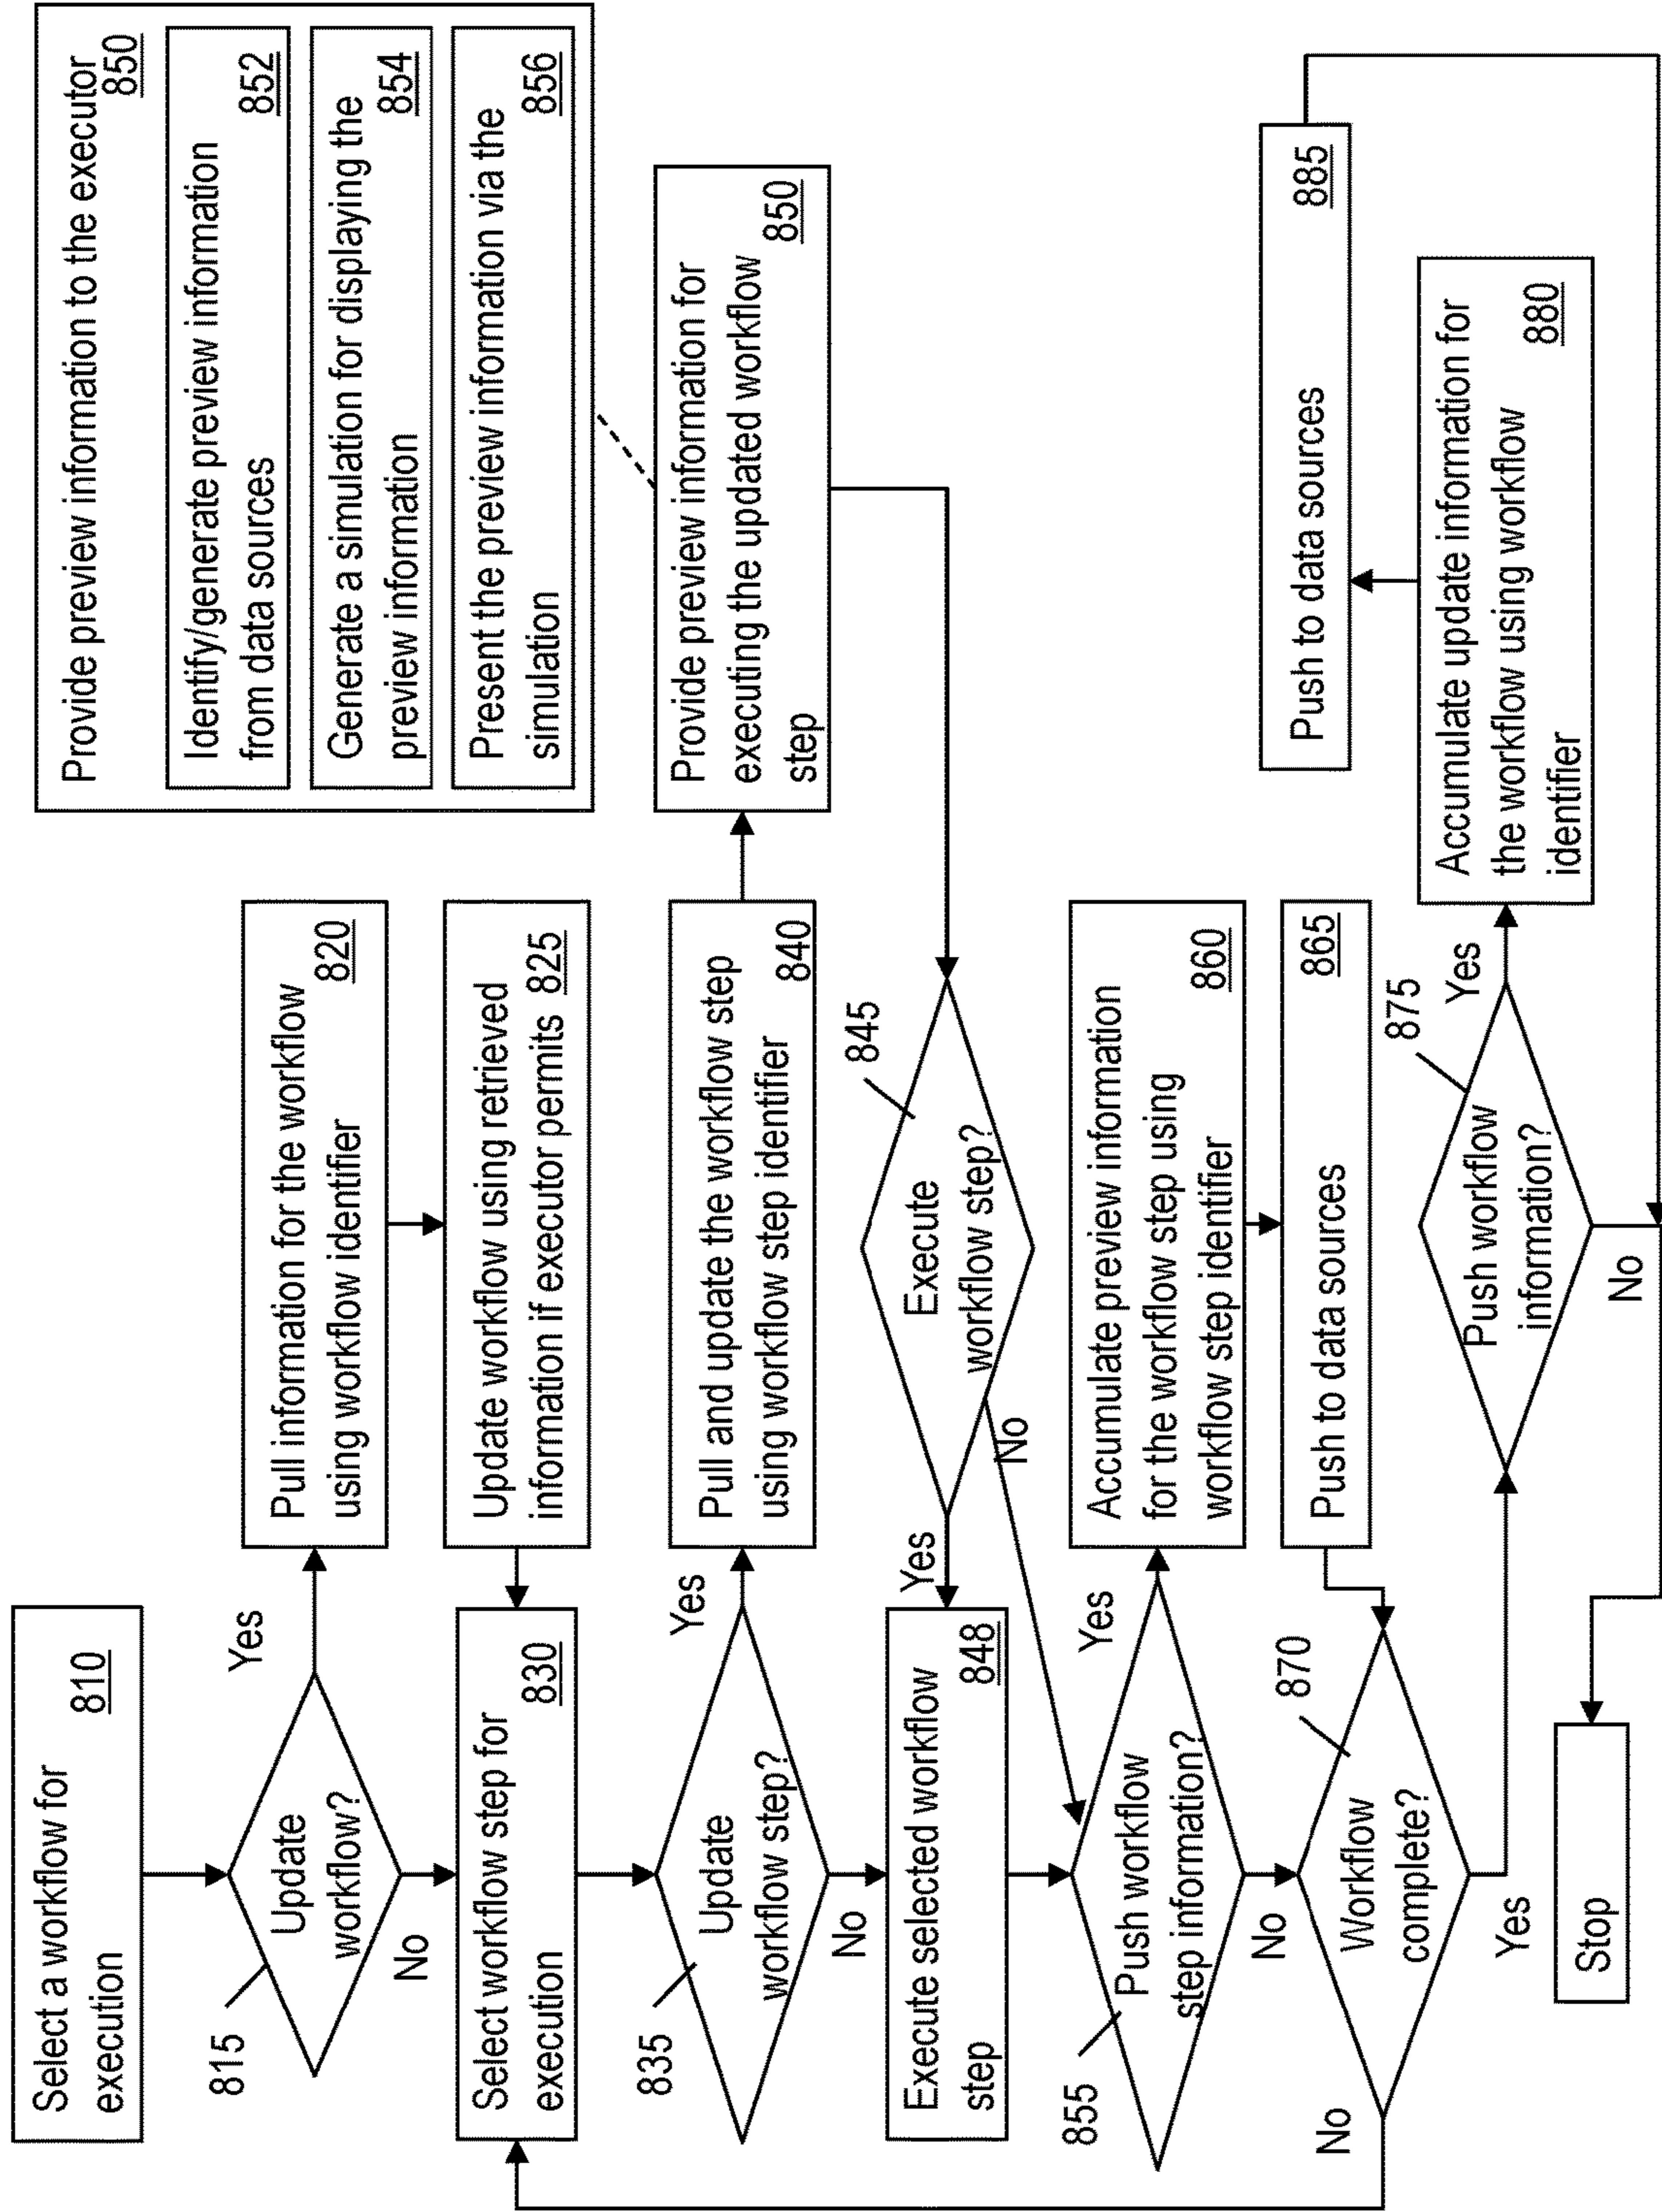 Select a workflow for
execution
810
815
Update
workflow?
Yes
No
Pull information for the workflow
using workflow identifier
820
Update workflow using retrieved
information if executor permits 825
Select workflow step for
execution
830
835
Update
workflow step?
Yes
No
Pull and update the workflow step
using workflow step identifier
840
Provide preview information to the executor
850
Identify/generate preview information
from data sources
852
Generate a simulation for displaying the
preview information
854
Present the preview information via the
simulation
856
Provide preview information for
executing the updated workflow
step
850
845
Execute
workflow step?
Yes
No
Execute selected workflow
step
848
855
Push workflow
step information?
Yes
No
Accumulate preview information
for the workflow step using
workflow step identifier
860
Push to data sources
865
870
Workflow
complete?
No
Yes
875
Push workflow
information?
Yes
No
Accumulate update information for
the workflow using workflow
identifier
880
Push to data sources
885
Stop